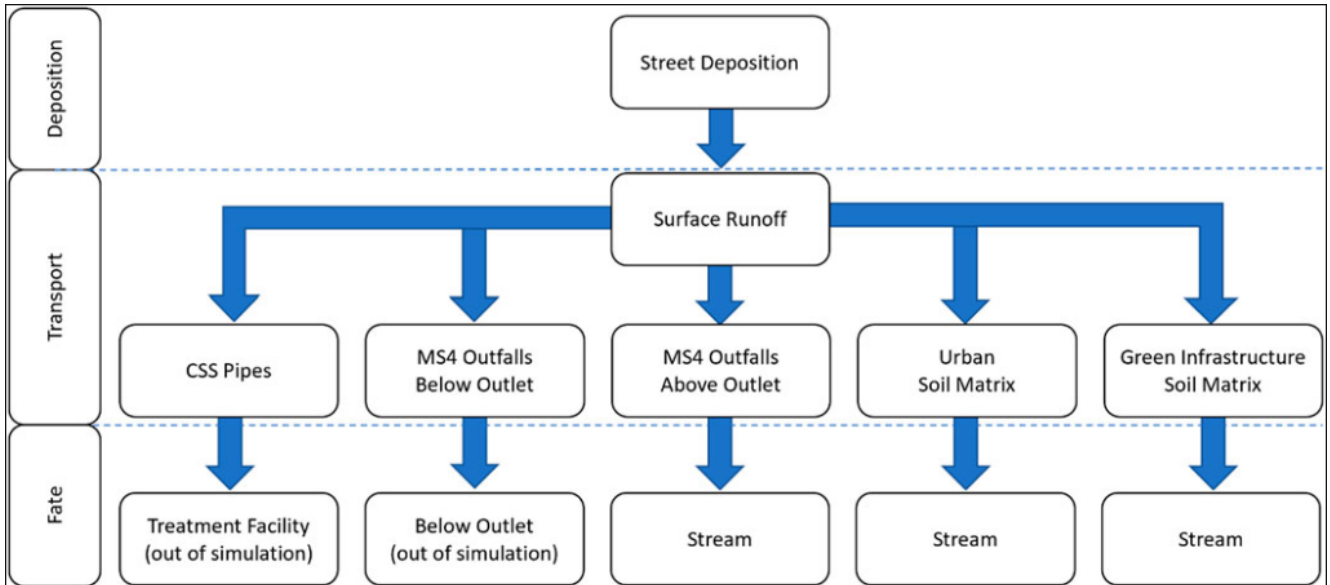 Deposition
Street Deposition
Transport
Surface Runoff
CSS Pipes
MS4 Outfalls
Below Outlet
MS4 Outfalls
Above Outlet
Urban
Soil Matrix
Green Infrastructure
Soil Matrix
Fate
Treatment Facility
(out of simulation)
Below Outlet
(out of simulation)
Stream
Stream
Stream